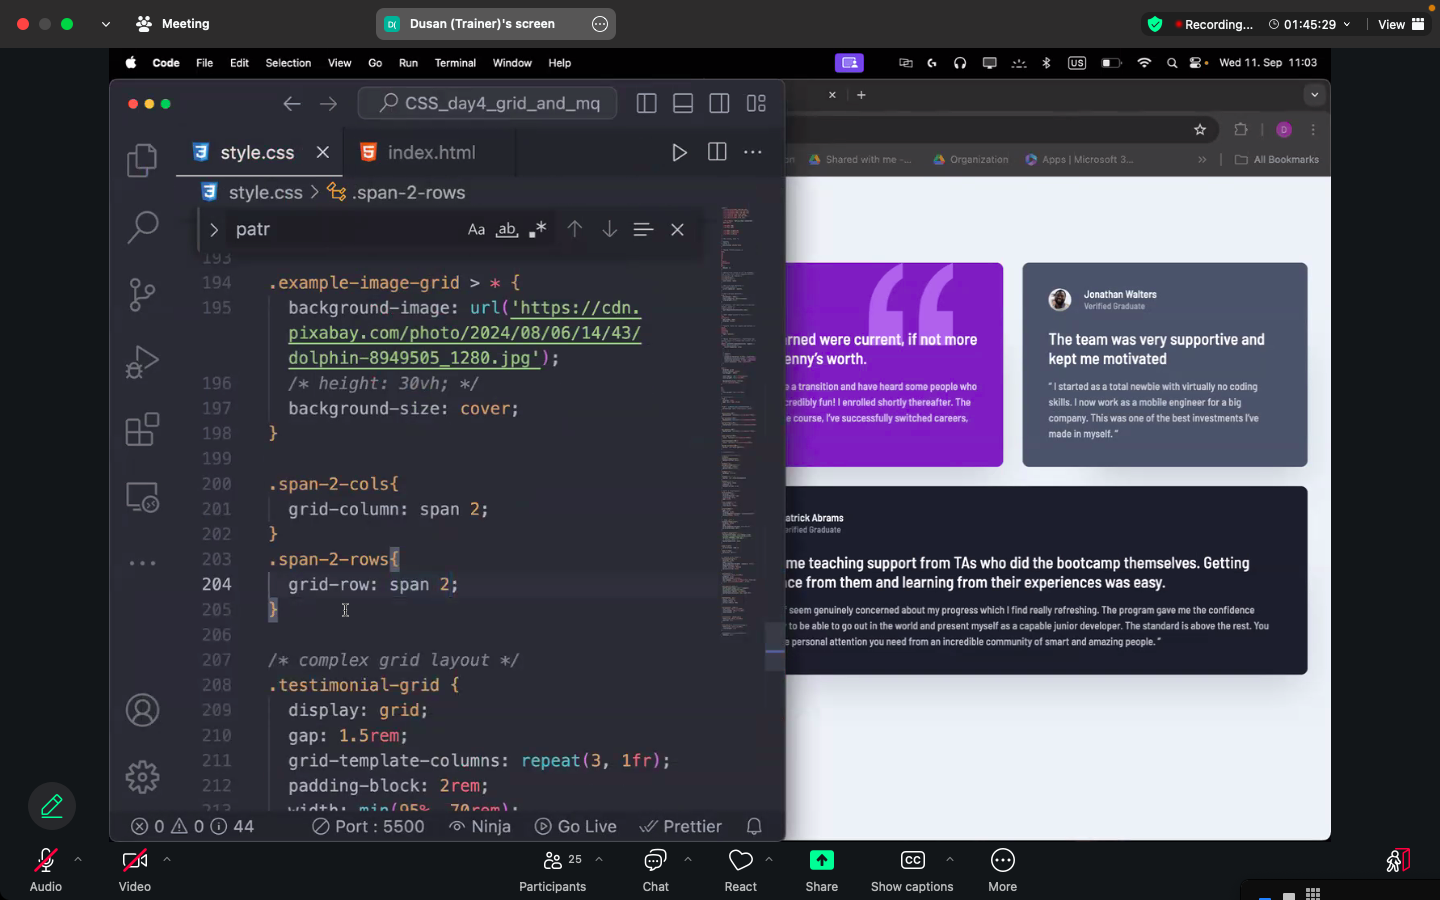 Meeting
D( Dusan (Trainer)'s screen
Recording... 01:45:29 View
Code File Edit Selection View Go Run Terminal Window Help
US Wed 11. Sep 11:03
CSS_day4_grid_and_mq
style.css index.html
style.css > .span-2-rows
patr Aa ab
193
194 .example-image-grid > * {
195 background-image: url('https://cdn.
pixabay.com/photo/2024/08/06/14/43/
dolphin-8949505_1280.jpg');
196 /* height: 30vh; */
197 background-size: cover;
198 }
199
200 .span-2-cols{
201 grid-column: span 2;
202 }
203 .span-2-rows{
204 grid-row: span 2;
205 }
206
207 /* complex grid layout */
208 .testimonial-grid {
209 display: grid;
210 gap: 1.5rem;
211 grid-template-columns: repeat(3, 1fr);
212 padding-block: 2rem;
213 width: min(95%, 70rem);
0 0 44 Port : 5500 Ninja Go Live Prettier
D
Shared with me -... Organization Apps | Microsoft 3... All Bookmarks
rned were current, if not more
enny's worth.
e a transition and have heard some people who
credibly fun! I enrolled shortly thereafter. The
e course, I've successfully switched careers,
Jonathan Walters
Verified Graduate
The team was very supportive and
kept me motivated
" I started as a total newbie with virtually no coding
skills. I now work as a mobile engineer for a big
company. This was one of the best investments I've
made in myself. "
atrick Abrams
erified Graduate
me teaching support from TAs who did the bootcamp themselves. Getting
ce from them and learning from their experiences was easy.
f seem genuinely concerned about my progress which I find really refreshing. The program gave me the confidence
y to be able to go out in the world and present myself as a capable junior developer. The standard is above the rest. You
e personal attention you need from an incredible community of smart and amazing people. "
Audio Video 25 Participants Chat React Share CC Show captions More